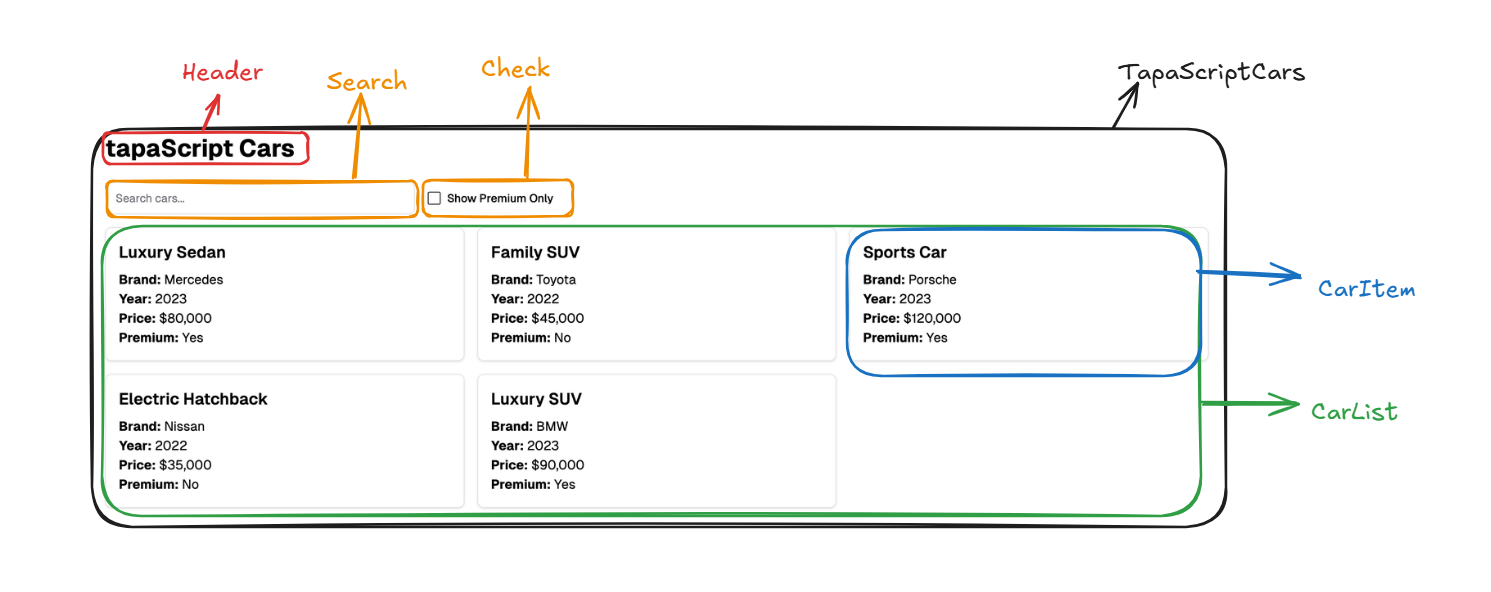 Header
Search
Check
TapaScriptCars
tapaScript Cars
Search cars...
Show Premium Only
Luxury Sedan
Brand: Mercedes
Year: 2023
Price: $80,000
Premium: Yes
Family SUV
Brand: Toyota
Year: 2022
Price: $45,000
Premium: No
Sports Car
Brand: Porsche
Year: 2023
Price: $120,000
Premium: Yes
CarItem
Electric Hatchback
Brand: Nissan
Year: 2022
Price: $35,000
Premium: No
Luxury SUV
Brand: BMW
Year: 2023
Price: $90,000
Premium: Yes
CarList